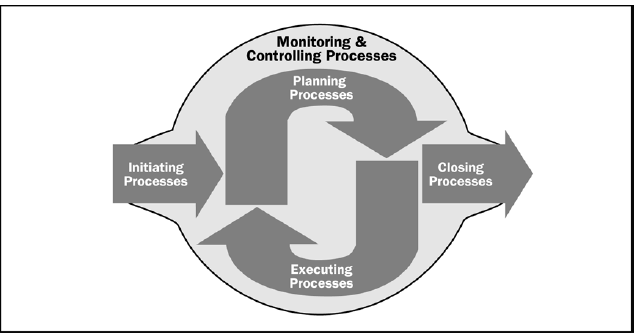 Monitoring &
Controlling Processes
Planning
Processes
Initiating
Processes
Closing
Processes
Executing
Processes